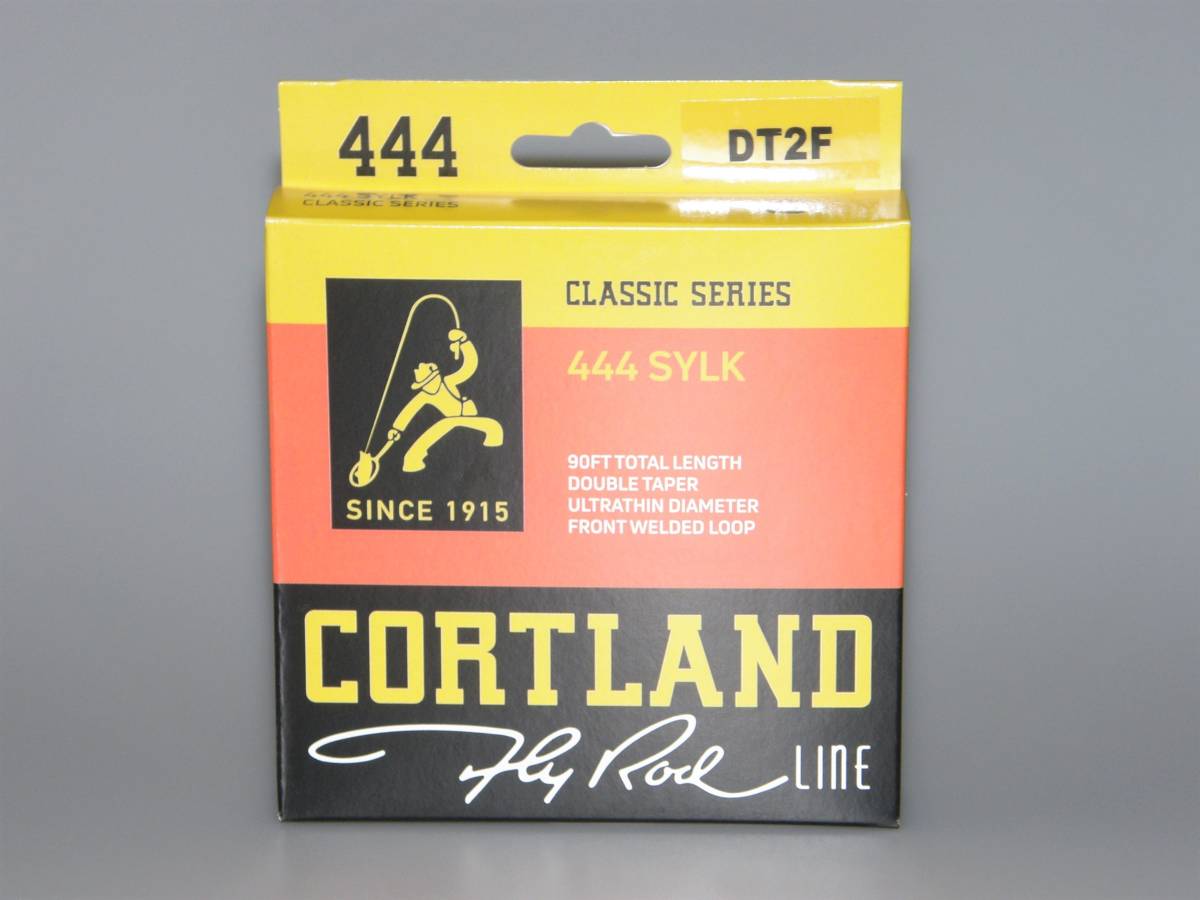 444
DT2F
444 SYLK
CLASSIC SERIES
CLASSIC SERIES
444 SYLK
90FT TOTAL LENGTH
DOUBLE TAPER
ULTRATHIN DIAMETER
FRONT WELDED LOOP
SINCE 1915
CORTLAND
Fly Rod LINE